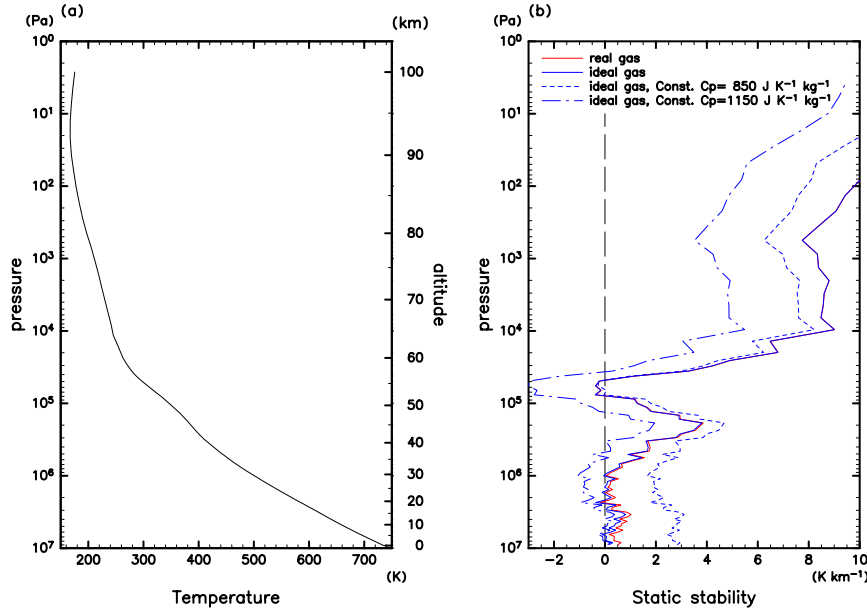 (a)
(Pa)
(km)
10⁰
10¹
10²
10³
10⁴
10⁵
10⁶
10⁷
pressure
100
90
80
70
60
50
40
30
20
10
0
altitude
200 300 400 500 600 700
(K)
Temperature
(b)
(Pa)
real gas
ideal gas
ideal gas, Const. Cp= 850 J K⁻¹ kg⁻¹
ideal gas, Const. Cp=1150 J K⁻¹ kg⁻¹
10⁰
10¹
10²
10³
10⁴
10⁵
10⁶
10⁷
pressure
−2 0 2 4 6 8 10
(K km⁻¹)
Static stability